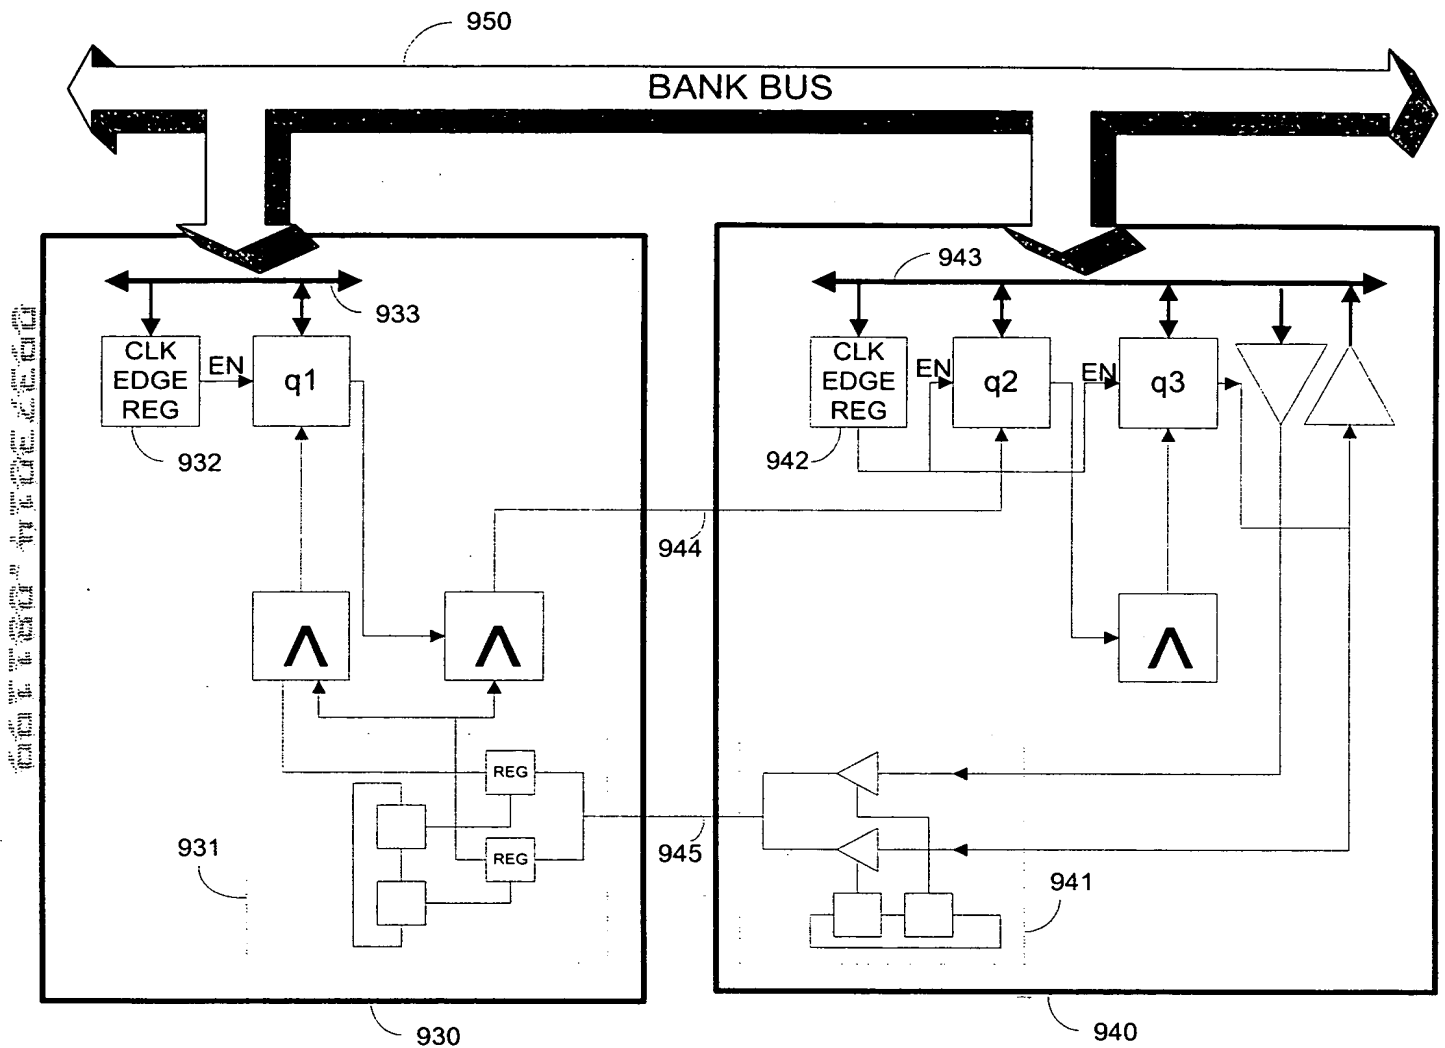 950
BANK BUS
943
933
CLK
EDGE
REG
EN
q1
CLK
EDGE
REG
EN
q2
EN
q3
932
942
944
Λ
Λ
Λ
REG
REG
931
945
941
930
940